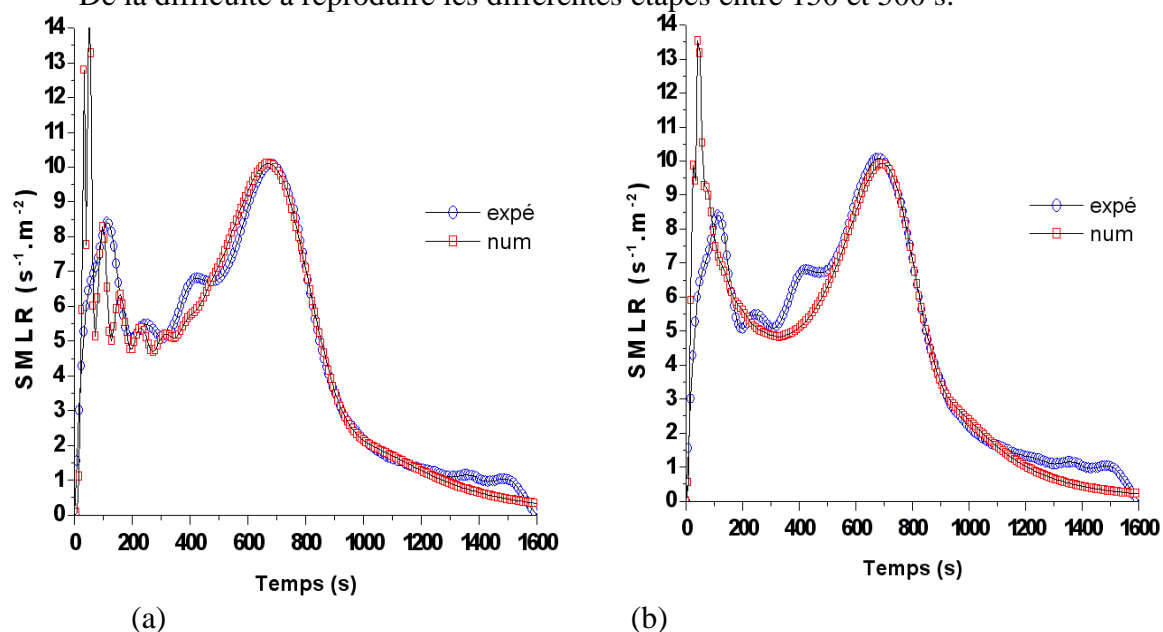 De la difficulté à reproduire les différentes étapes entre et s.
14
13
12
11
10
9
8
7
6
5
4
3
2
1
0
SMLR (s⁻¹.m⁻²)
expé
num
0 200 400 600 800 1000 1200 1400 1600
Temps (s)
(a)
14
13
12
11
10
9
8
7
6
5
4
3
2
1
0
SMLR (s⁻¹.m⁻²)
expé
num
0 200 400 600 800 1000 1200 1400 1600
Temps (s)
(b)